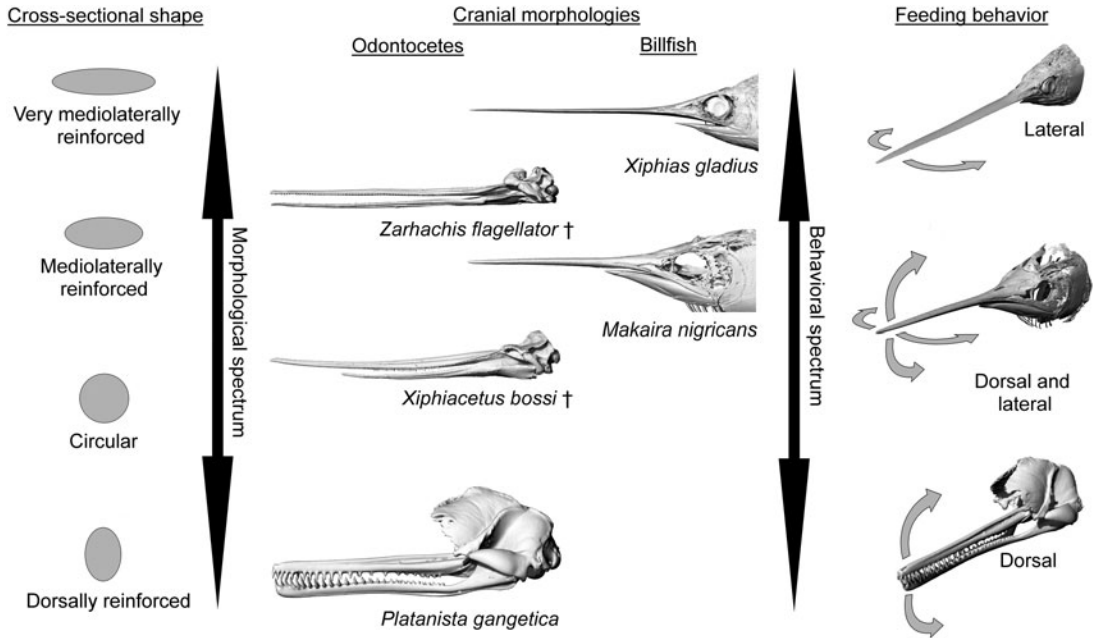 Cross-sectional shape
Cranial morphologies
Feeding behavior
Odontocetes
Billfish
Very mediolaterally
reinforced
Mediolaterally
reinforced
Circular
Dorsally reinforced
Morphological spectrum
Xiphias gladius
Zarhachis flagellator †
Makaira nigricans
Xiphiacetus bossi †
Platanista gangetica
Behavioral spectrum
Lateral
Dorsal and
lateral
Dorsal